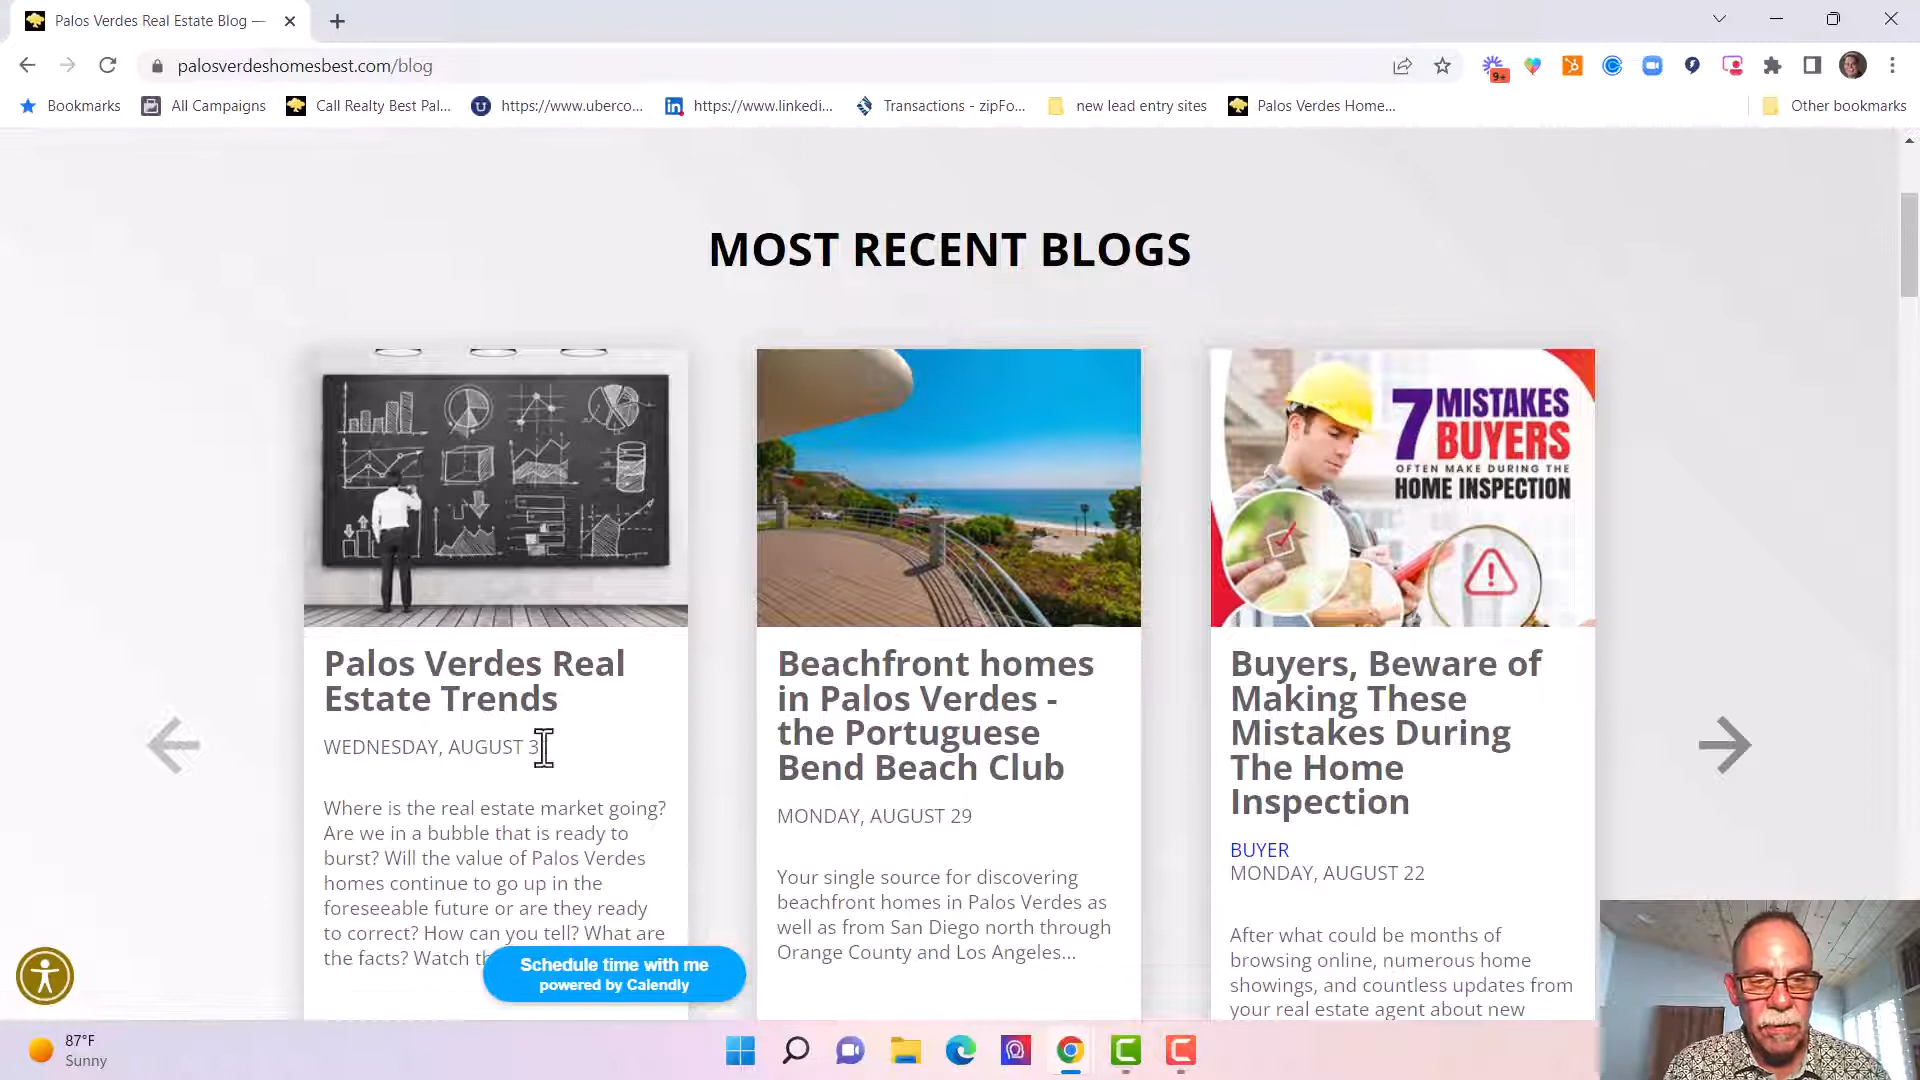 Palos Verdes Real Estate Blog —
palosverdeshomesbest.com/blog
9+
Bookmarks
All Campaigns
Call Realty Best Pal...
https://www.uberco...
https://www.linkedi...
Transactions - zipFo...
new lead entry sites
Palos Verdes Home...
Other bookmarks
MOST RECENT BLOGS
7 MISTAKES
BUYERS
OFTEN MAKE DURING THE
HOME INSPECTION
Palos Verdes Real
Estate Trends
WEDNESDAY, AUGUST 3
Where is the real estate market going?
Are we in a bubble that is ready to
burst? Will the value of Palos Verdes
homes continue to go up in the
foreseeable future or are they ready
to correct? How can you tell? What are
the facts? Watch
Beachfront homes
in Palos Verdes -
the Portuguese
Bend Beach Club
MONDAY, AUGUST 29
Your single source for discovering
beachfront homes in Palos Verdes as
well as from San Diego north through
Orange County and Los Angeles...
Buyers, Beware of
Making These
Mistakes During
The Home
Inspection
BUYER
MONDAY, AUGUST 22
After what could be months of
browsing online, numerous home
showings, and countless updates from
your real estate agent about new
Schedule time with me
powered by Calendly
87°F
Sunny